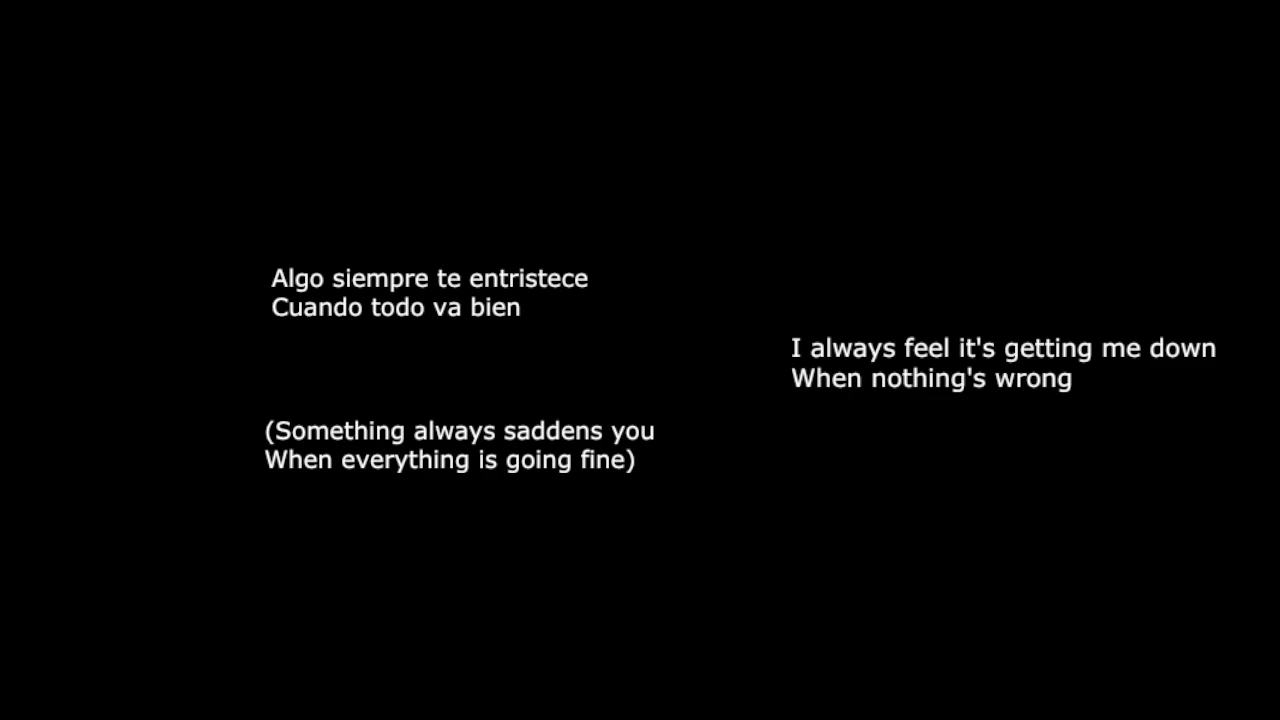 Algo siempre te entristece
Cuando todo va bien
(Something always saddens you
When everything is going fine)
I always feel it's getting me down
When nothing's wrong